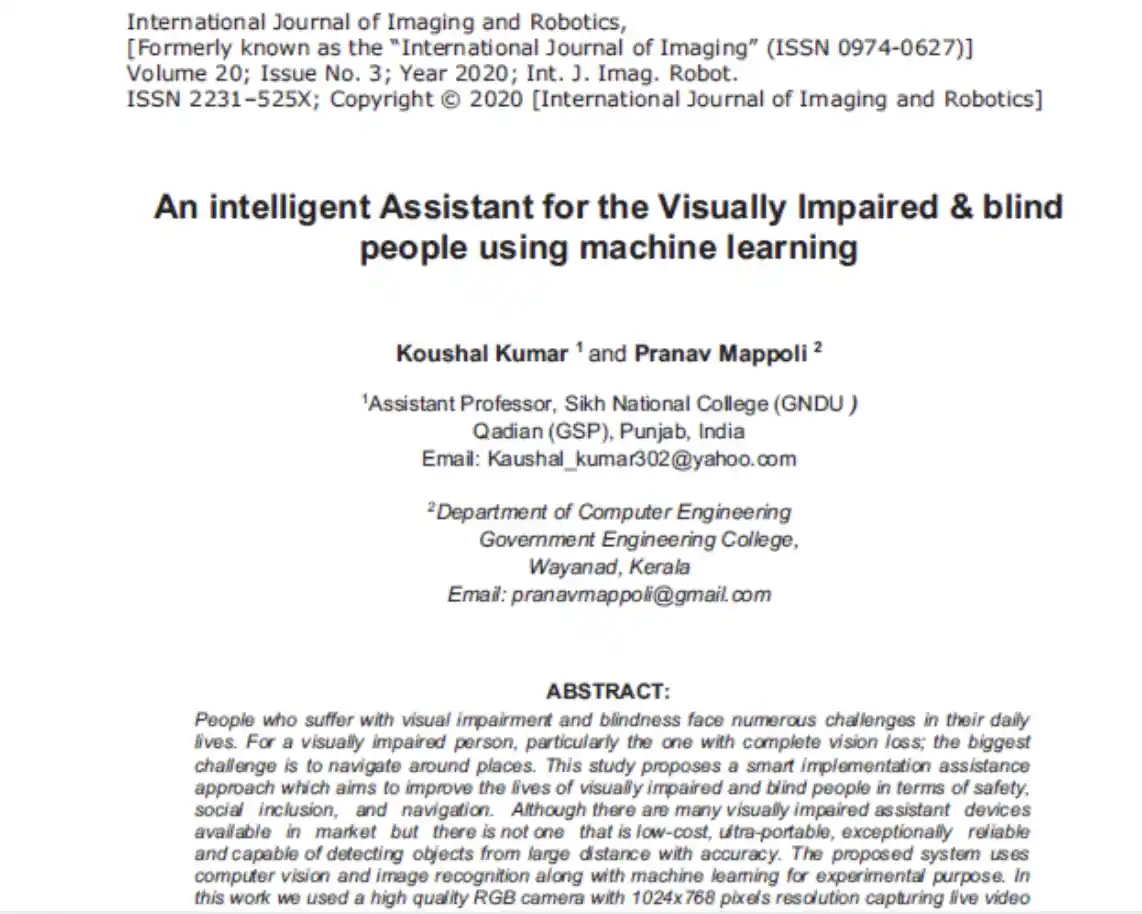 International Journal of Imaging and Robotics,
[Formerly known as the “International Journal of Imaging” (ISSN 0974-0627)]
Volume 20; Issue No. 3; Year 2020; Int. J. Imag. Robot.
ISSN 2231–525X; Copyright © 2020 [International Journal of Imaging and Robotics]
An intelligent Assistant for the Visually Impaired & blind
people using machine learning
Koushal Kumar 1 and Pranav Mappoli 2
1Assistant Professor, Sikh National College (GNDU )
Qadian (GSP), Punjab, India
Email: Kaushal_kumar302@yahoo.com
2Department of Computer Engineering
Government Engineering College,
Wayanad, Kerala
Email: pranavmappoli@gmail.com
ABSTRACT:
People who suffer with visual impairment and blindness face numerous challenges in their daily
lives. For a visually impaired person, particularly the one with complete vision loss; the biggest
challenge is to navigate around places. This study proposes a smart implementation assistance
approach which aims to improve the lives of visually impaired and blind people in terms of safety,
social inclusion, and navigation. Although there are many visually impaired assistant devices
available in market but there is not one that is low-cost, ultra-portable, exceptionally reliable
and capable of detecting objects from large distance with accuracy. The proposed system uses
computer vision and image recognition along with machine learning for experimental purpose. In
this work we used a high quality RGB camera with 1024x768 pixels resolution capturing live video